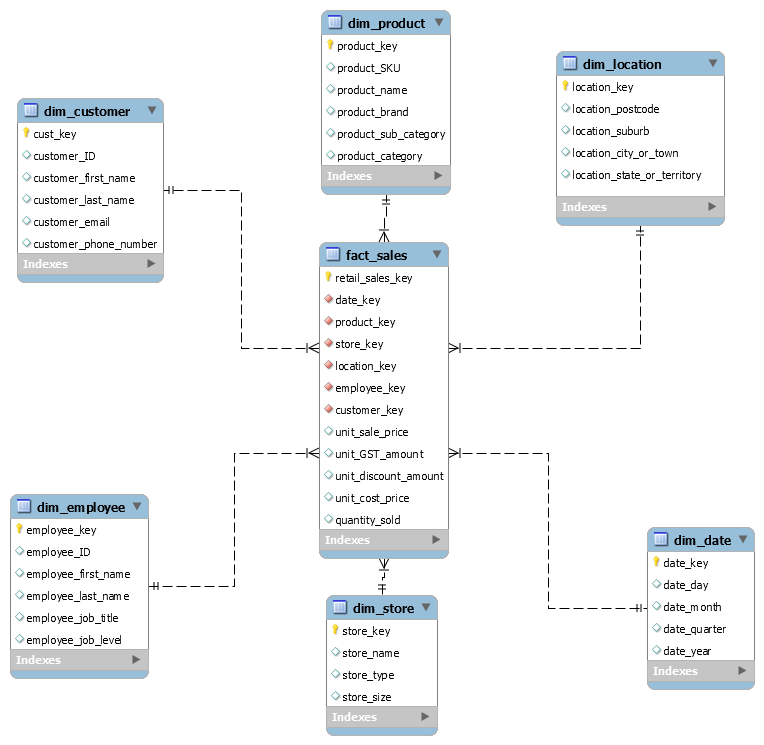 dim_product
product_key
product_SKU
product_name
product_brand
product_sub_category
product_category
Indexes
dim_location
location_key
location_postcode
location_suburb
location_city_or_town
location_state_or_territory
Indexes
dim_customer
cust_key
customer_ID
customer_first_name
customer_last_name
customer_email
customer_phone_number
Indexes
fact_sales
retail_sales_key
date_key
product_key
store_key
location_key
employee_key
customer_key
unit_sale_price
unit_GST_amount
unit_discount_amount
unit_cost_price
quantity_sold
Indexes
dim_employee
employee_key
employee_ID
employee_first_name
employee_last_name
employee_job_title
employee_job_level
Indexes
dim_store
store_key
store_name
store_type
store_size
Indexes
dim_date
date_key
date_day
date_month
date_quarter
date_year
Indexes